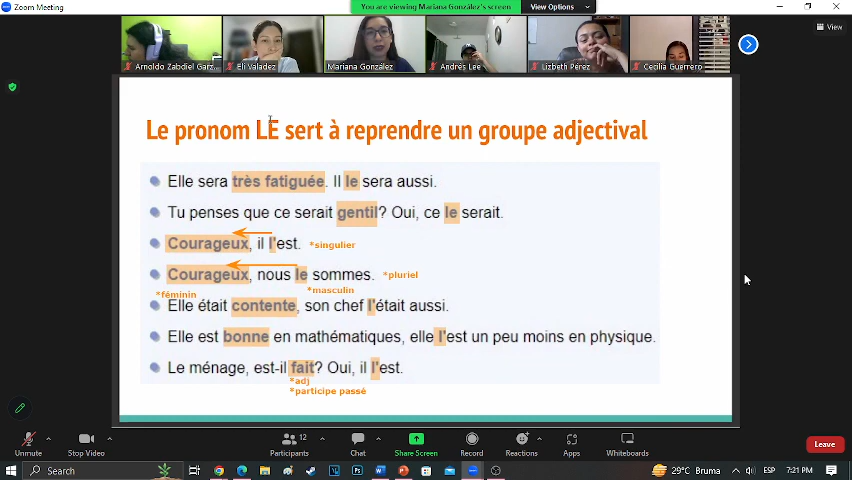 Zoom Meeting
You are viewing Mariana González's screen
View Options
View
Arnoldo Zabdiel Garz...
Eli Valadez
Mariana González
Andrés Lee
Lizbeth Pérez
Cecilia Guerrero
Le pronom LE sert à reprendre un groupe adjectival
Elle sera très fatiguée. Il le sera aussi.
Tu penses que ce serait gentil? Oui, ce le serait.
Courageux, il l'est. *singulier
Courageux, nous le sommes. *pluriel
*féminin *masculin
Elle était contente, son chef l'était aussi.
Elle est bonne en mathématiques, elle l'est un peu moins en physique.
Le ménage, est-il fait? Oui, il l'est.
*adj
*participe passé
Unmute
Stop Video
12
Participants
Chat
Share Screen
Record
Reactions
Apps
Whiteboards
Leave
Search
29°C Bruma
ESP
7:21 PM